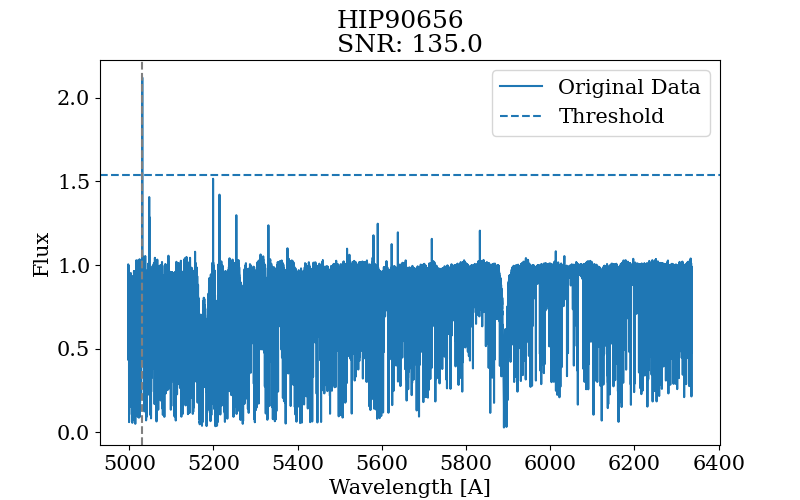 HIP90656
SNR: 135.0
Original Data
Threshold
Flux
2.0
1.5
1.0
0.5
0.0
5000 5200 5400 5600 5800 6000 6200 6400
Wavelength [A]